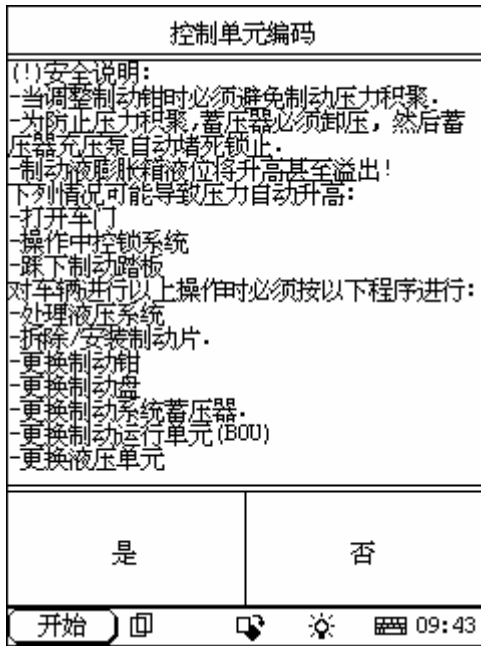 控制单元编码
(!)安全说明:
-当调整制动钳时必须避免制动压力积聚.
-为防止压力积聚,蓄压器必须卸压, 然后蓄
压器充压泵自动堵死锁止.
-制动液膨胀箱液位将升高甚至溢出!
下列情况可能导致压力自动升高:
-打开车门
-操作中控锁系统
-踩下制动踏板
对车辆进行以上操作时必须按以下程序进行:
-处理液压系统
-拆除/安装制动片.
-更换制动钳
-更换制动盘
-更换制动系统蓄压器.
-更换制动运行单元(BOU)
-更换液压单元
是
否
开始
09:43